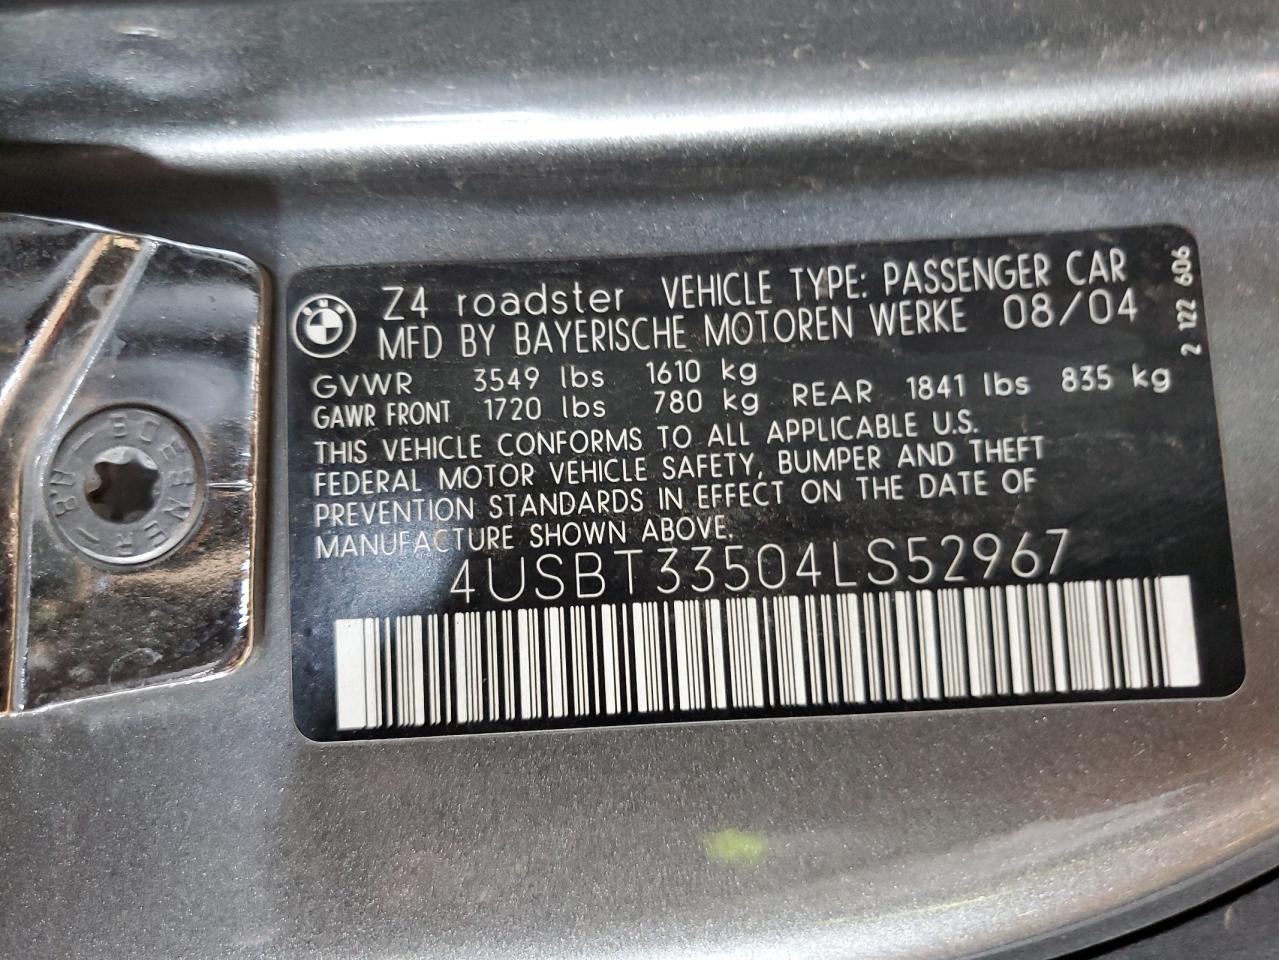 Z4 roadster VEHICLE TYPE: PASSENGER CAR
MFD BY BAYERISCHE MOTOREN WERKE 08/04
2 122 606
GVWR 3549 lbs 1610 kg
GAWR FRONT 1720 lbs 780 kg REAR 1841 lbs 835 kg
THIS VEHICLE CONFORMS TO ALL APPLICABLE U.S.
FEDERAL MOTOR VEHICLE SAFETY, BUMPER AND THEFT
PREVENTION STANDARDS IN EFFECT ON THE DATE OF
MANUFACTURE SHOWN ABOVE.
4USBT33504LS52967
BOERNER
8.8